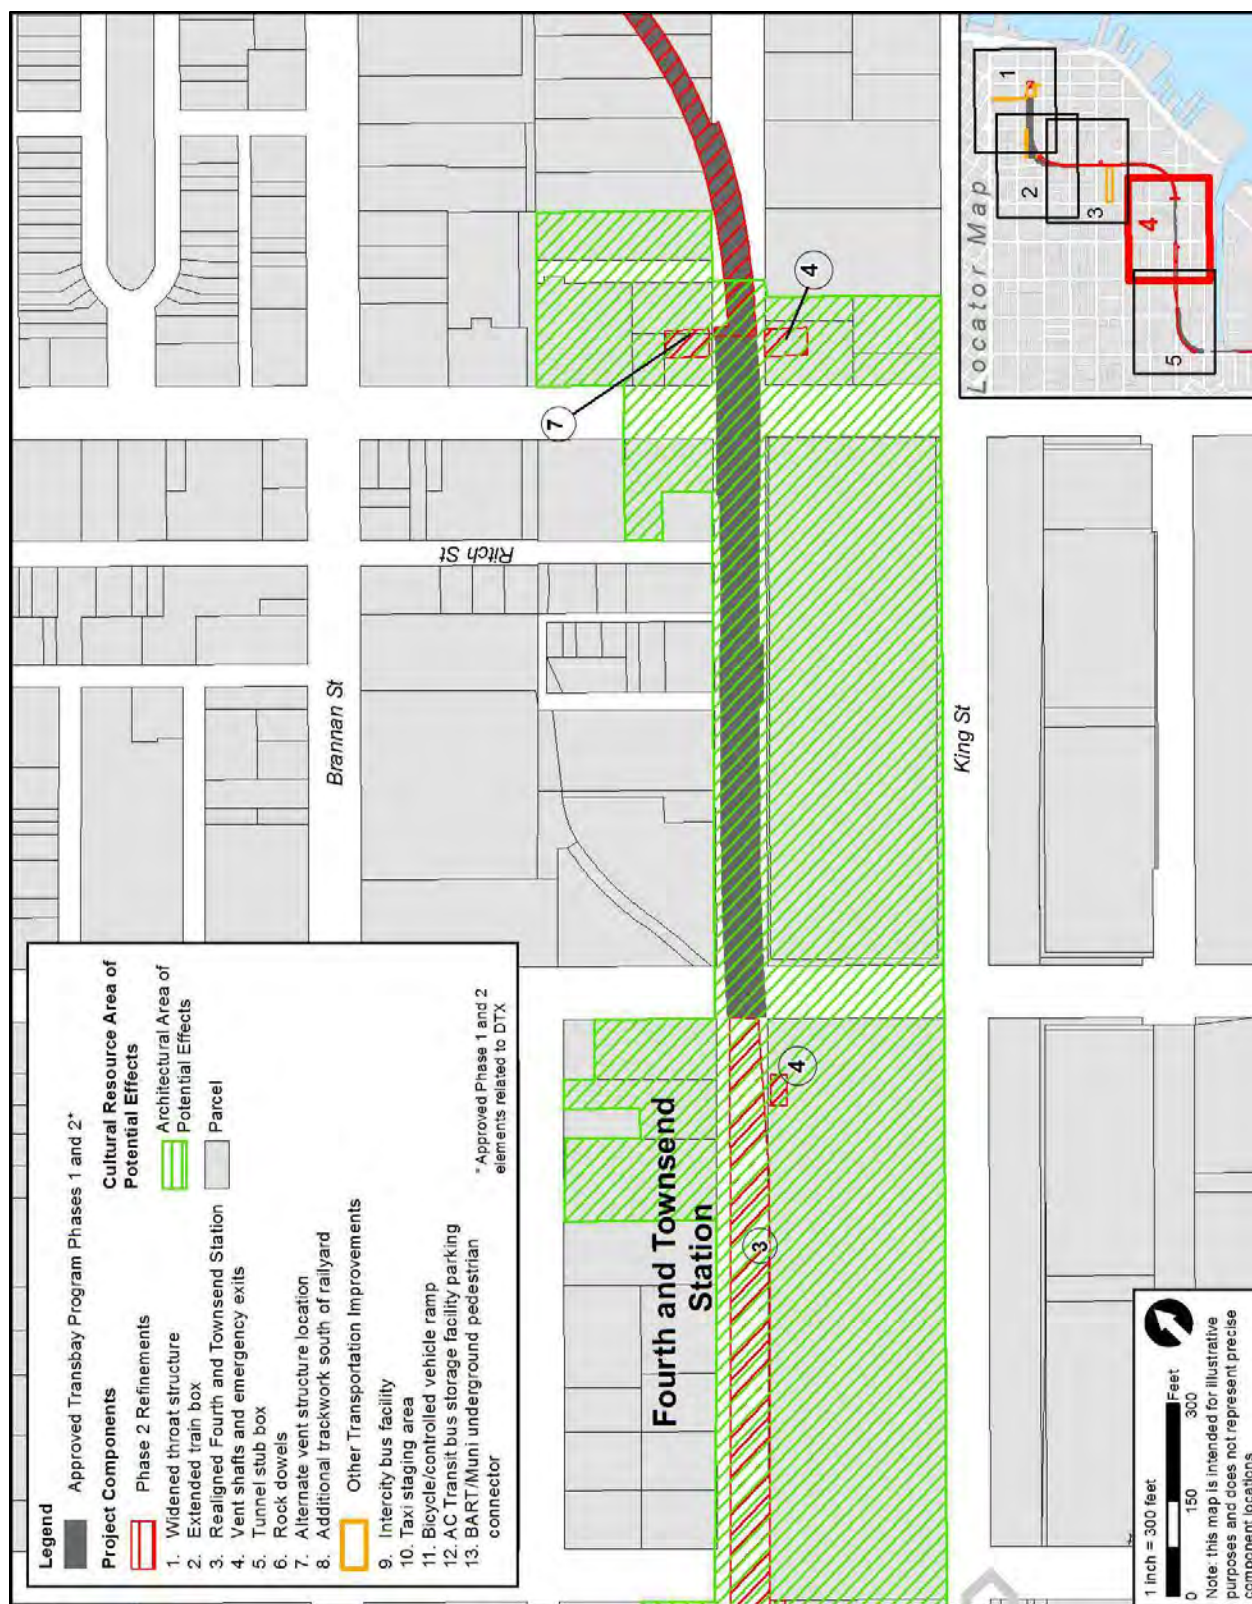 Legend
Approved Transbay Program Phases 1 and 2*
Project Components
Phase 2 Refinements
1. Widened throat structure
2. Extended train box
3. Realigned Fourth and Townsend Station
4. Vent shafts and emergency exits
5. Tunnel stub box
6. Rock dowels
7. Alternate vent structure location
8. Additional trackwork south of railyard
Other Transportation Improvements
9. Intercity bus facility
10. Taxi staging area
11. Bicycle/controlled vehicle ramp
12. AC Transit bus storage facility parking
13. BART/Muni underground pedestrian
connector
Cultural Resource Area of
Potential Effects
Architectural Area of
Potential Effects
Parcel
* Approved Phase 1 and 2
elements related to DTX
Brannan St
Ritch St
King St
Fourth and Townsend
Station
3
4
7
4
Locator Map
1
2
3
4
5
1 inch = 300 feet
Feet
0 150 300
Note: this map is intended for illustrative
purposes and does not represent precise
component locations